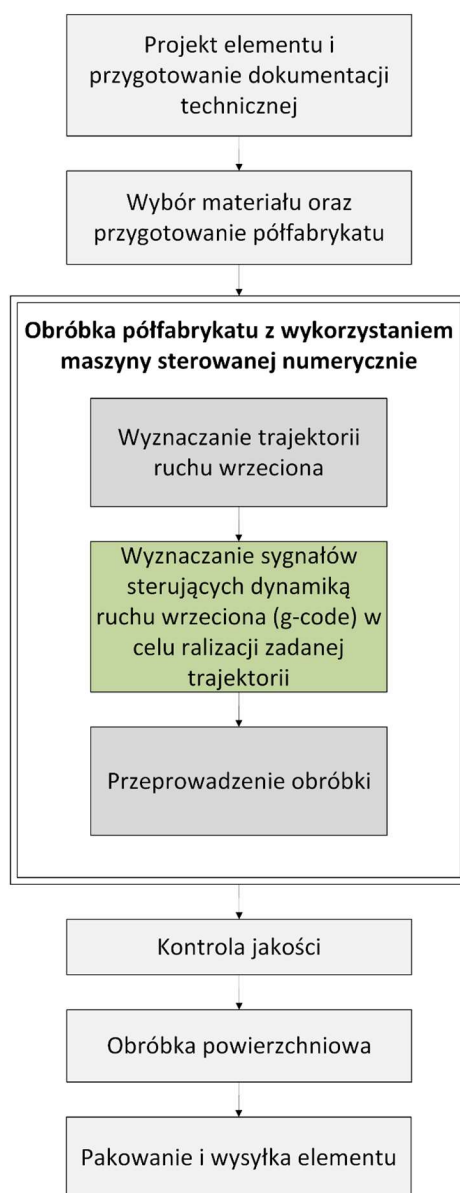 Projekt elementu i
przygotowanie dokumentacji
technicznej
Wybór materiału oraz
przygotowanie półfabrykatu
Obróbka półfabrykatu z wykorzystaniem
maszyny sterowanej numerycznie
Wyznaczanie trajektorii
ruchu wrzeciona
Wyznaczanie sygnałów
sterujących dynamiką
ruchu wrzeciona (g-code) w
celu ralizacji zadanej
trajektorii
Przeprowadzenie obróbki
Kontrola jakości
Obróbka powierzchniowa
Pakowanie i wysyłka elementu